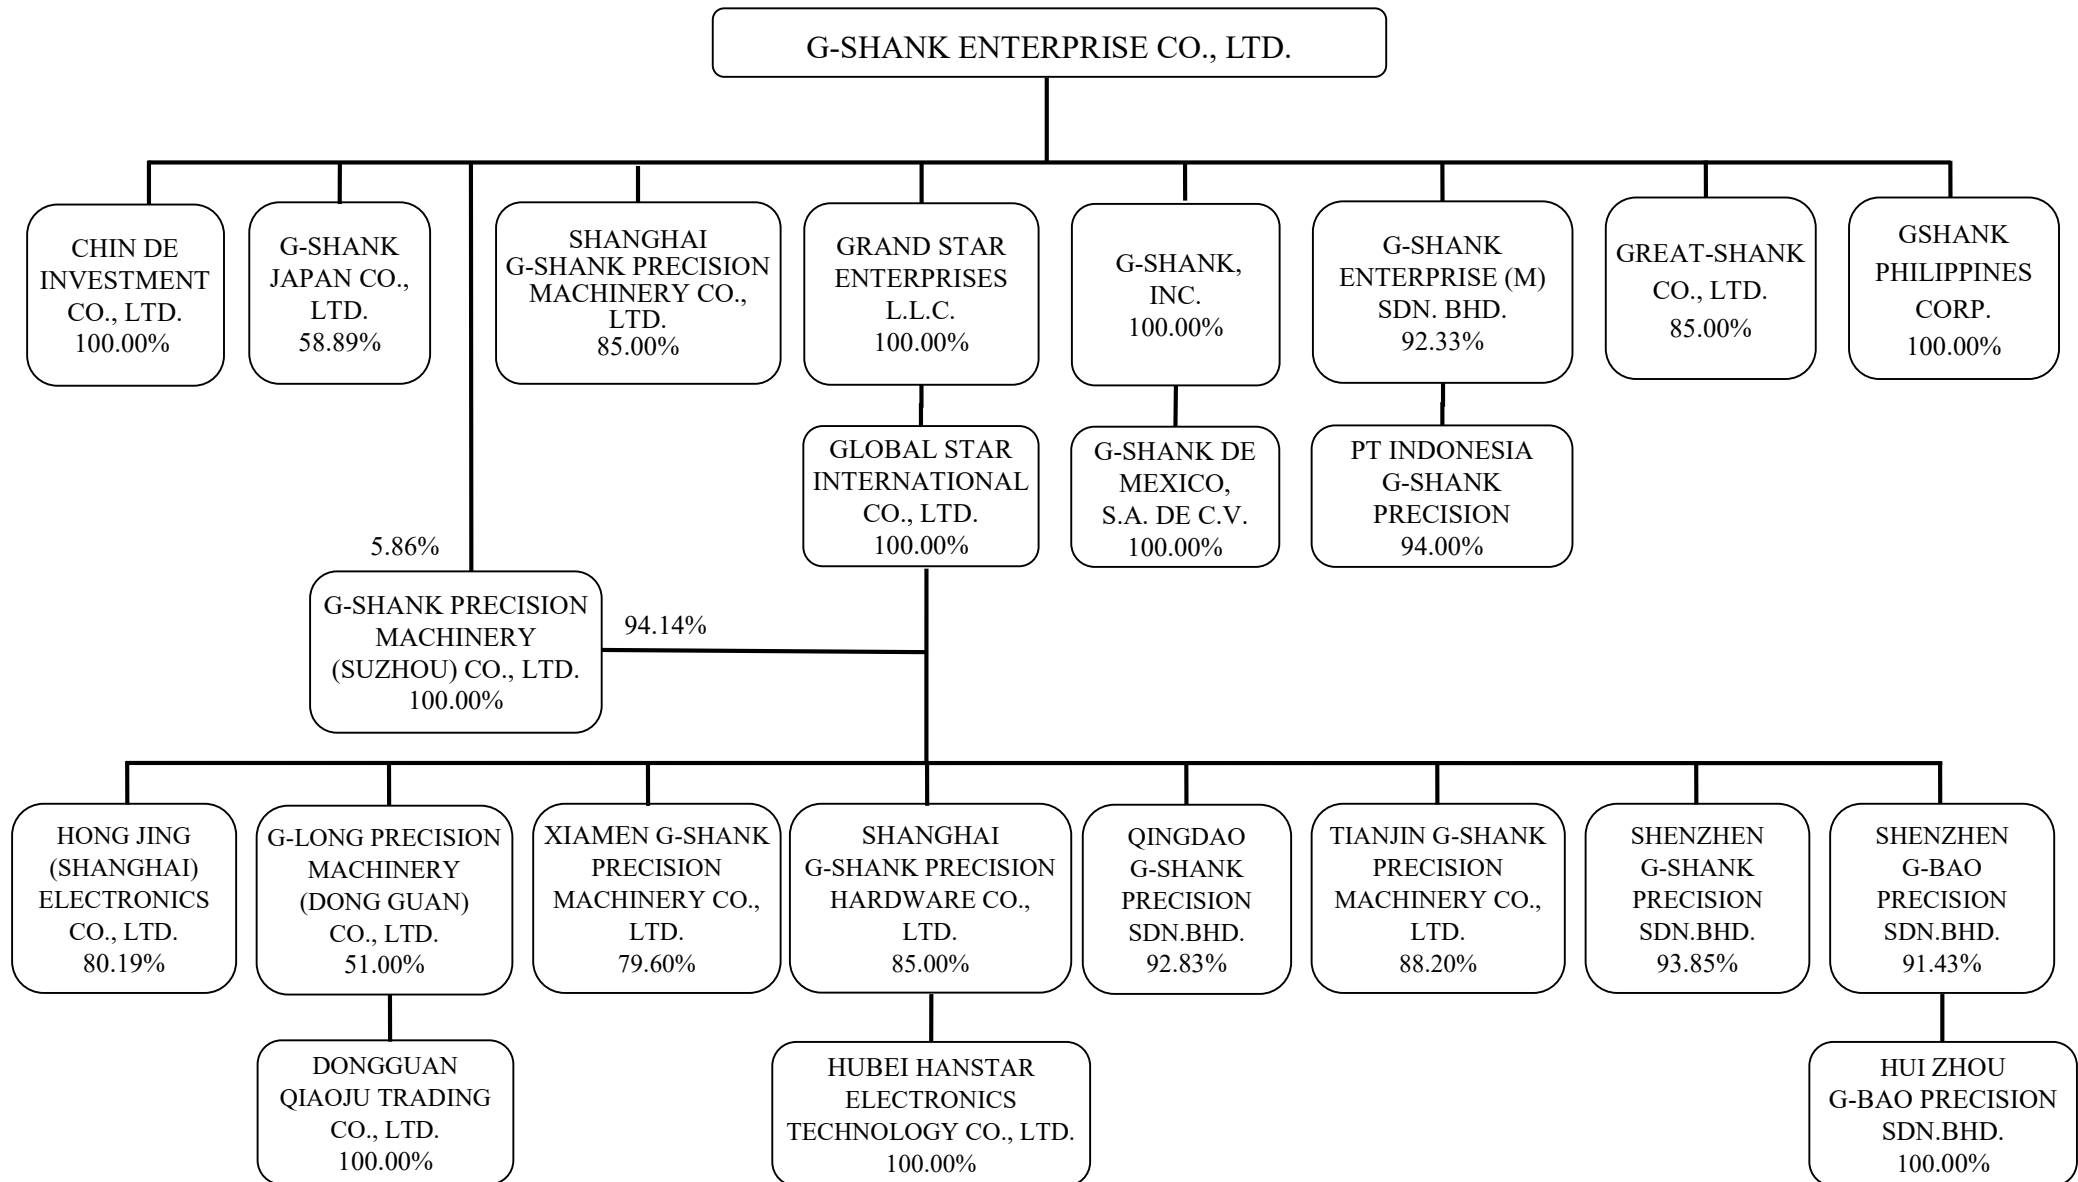 G-SHANK ENTERPRISE CO., LTD.
CHIN DE
INVESTMENT
CO., LTD.
100.00%
G-SHANK
JAPAN CO.,
LTD.
58.89%
SHANGHAI
G-SHANK PRECISION
MACHINERY CO.,
LTD.
85.00%
GRAND STAR
ENTERPRISES
L.L.C.
100.00%
G-SHANK,
INC.
100.00%
G-SHANK
ENTERPRISE (M)
SDN. BHD.
92.33%
GREAT-SHANK
CO., LTD.
85.00%
GSHANK
PHILIPPINES
CORP.
100.00%
GLOBAL STAR
INTERNATIONAL
CO., LTD.
100.00%
G-SHANK DE
MEXICO,
S.A. DE C.V.
100.00%
PT INDONESIA
G-SHANK
PRECISION
94.00%
5.86%
G-SHANK PRECISION
MACHINERY
(SUZHOU) CO., LTD.
100.00%
94.14%
HONG JING
(SHANGHAI)
ELECTRONICS
CO., LTD.
80.19%
G-LONG PRECISION
MACHINERY
(DONG GUAN)
CO., LTD.
51.00%
XIAMEN G-SHANK
PRECISION
MACHINERY CO.,
LTD.
79.60%
SHANGHAI
G-SHANK PRECISION
HARDWARE CO.,
LTD.
85.00%
QINGDAO
G-SHANK
PRECISION
SDN.BHD.
92.83%
TIANJIN G-SHANK
PRECISION
MACHINERY CO.,
LTD.
88.20%
SHENZHEN
G-SHANK
PRECISION
SDN.BHD.
93.85%
SHENZHEN
G-BAO
PRECISION
SDN.BHD.
91.43%
DONGGUAN
QIAOJU TRADING
CO., LTD.
100.00%
HUBEI HANSTAR
ELECTRONICS
TECHNOLOGY CO., LTD.
100.00%
HUI ZHOU
G-BAO PRECISION
SDN.BHD.
100.00%